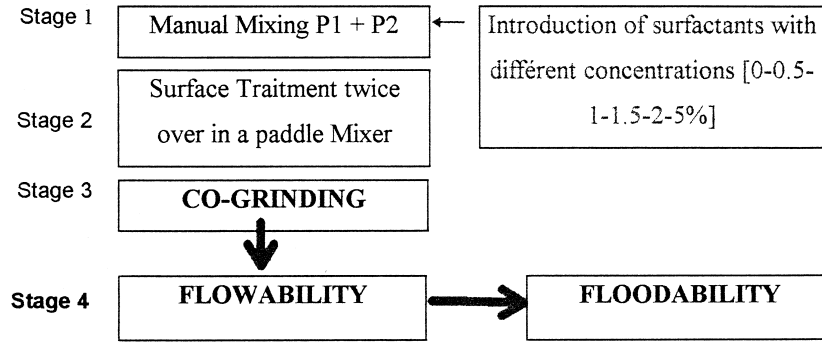 Stage 1
Manual Mixing P1 + P2
Introduction of surfactants with
différent concentrations [0-0.5-
1-1.5-2-5%]
Stage 2
Surface Traitment twice
over in a paddle Mixer
Stage 3
CO-GRINDING
Stage 4
FLOWABILITY
FLOODABILITY